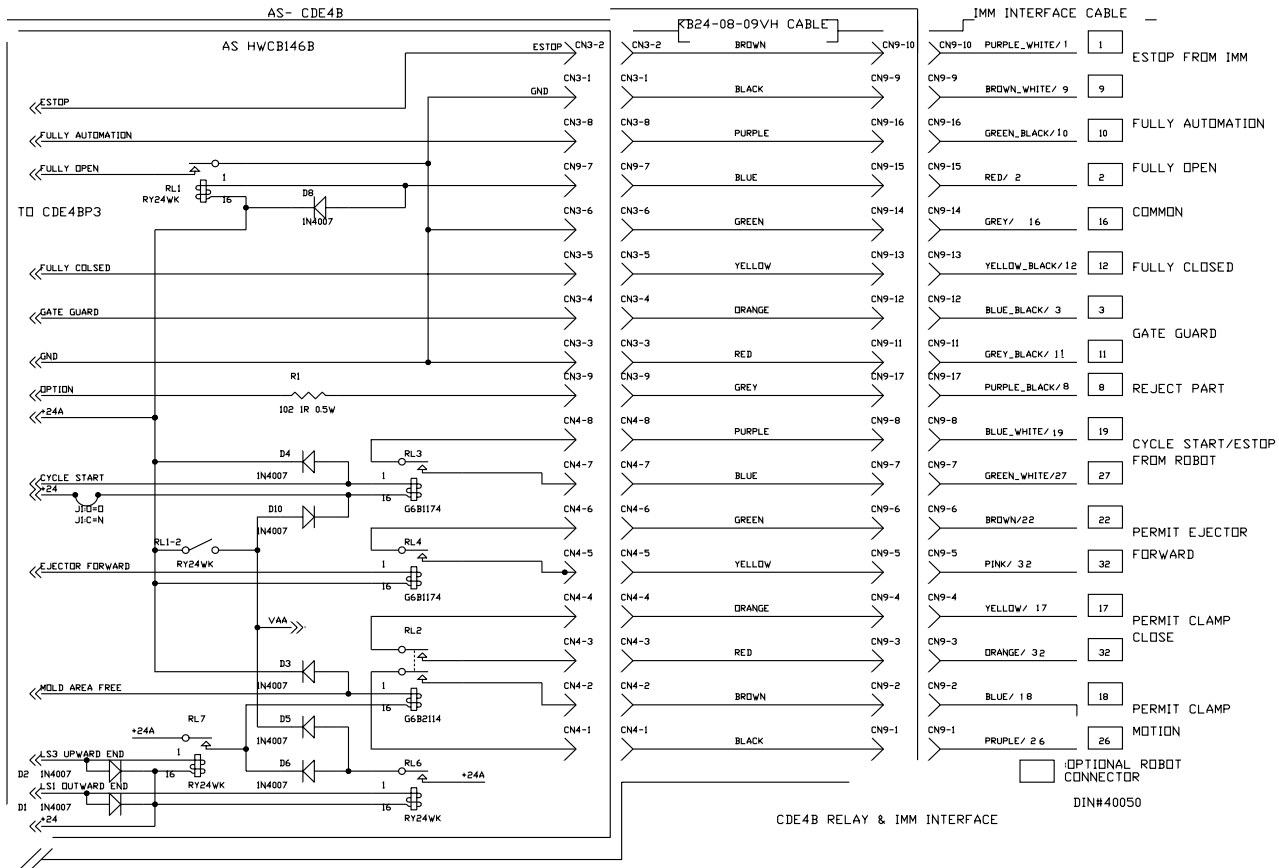 AS- CDE4B
KB24-08-09VH CABLE
IMM INTERFACE CABLE
AS HWCB146B
ESTOP CN3-2 CN3-2 BROWN CN9-10 CN9-10 PURPLE_WHITE/ 1 1
ESTOP FROM IMM
ESTOP
GND CN3-1 CN3-1 BLACK CN9-9 CN9-9 BROWN_WHITE/ 9 9
FULLY AUTOMATION CN3-8 CN3-8 PURPLE CN9-16 CN9-16 GREEN_BLACK/10 10 FULLY AUTOMATION
FULLY OPEN CN9-7 CN9-7 BLUE CN9-15 CN9-15 RED/ 2 2 FULLY OPEN
RL1
RY24WK
1
16
D8
1N4007
TO CDE4BP3
CN3-6 CN3-6 GREEN CN9-14 CN9-14 GREY/ 16 16 COMMON
FULLY COLSED CN3-5 CN3-5 YELLOW CN9-13 CN9-13 YELLOW_BLACK/12 12 FULLY CLOSED
GATE GUARD CN3-4 CN3-4 ORANGE CN9-12 CN9-12 BLUE_BLACK/ 3 3
GATE GUARD
GND CN3-3 CN3-3 RED CN9-11 CN9-11 GREY_BLACK/ 11 11
OPTION R1 CN3-9 CN3-9 GREY CN9-17 CN9-17 PURPLE_BLACK/8 8 REJECT PART
102 1R 0.5W
+24A
CN4-8 CN4-8 PURPLE CN9-8 CN9-8 BLUE_WHITE/19 19
CYCLE START/ESTOP
FROM ROBOT
D4
1N4007
RL3
CYCLE START 1 CN4-7 CN4-7 BLUE CN9-7 CN9-7 GREEN_WHITE/27 27
+24
16
G6B1174
J1:O=O
J1:C=N
D10
1N4007
CN4-6 CN4-6 GREEN CN9-6 CN9-6 BROWN/22 22
PERMIT EJECTOR
FORWARD
RL1-2
RY24WK
RL4
EJECTOR FORWARD 1 CN4-5 CN4-5 YELLOW CN9-5 CN9-5 PINK/ 32 32
16
G6B1174
CN4-4 CN4-4 ORANGE CN9-4 CN9-4 YELLOW/ 17 17
PERMIT CLAMP
CLOSE
VAA
RL2
CN4-3 CN4-3 RED CN9-3 CN9-3 ORANGE/ 32 32
D3
1N4007
MOLD AREA FREE 1 CN4-2 CN4-2 BROWN CN9-2 CN9-2 BLUE/ 18 18
PERMIT CLAMP
MOTION
16
G6B2114
RL7
+24A
D5
1N4007
CN4-1 CN4-1 BLACK CN9-1 CN9-1 PRUPLE/ 26 26
LS3 UPWARD END 1
D2 1N4007 16
RY24WK
D6
1N4007
RL6
+24A
:OPTIONAL ROBOT
CONNECTOR
LS1 OUTWARD END 1
D1 1N4007
16
RY24WK
+24
DIN#40050
CDE4B RELAY & IMM INTERFACE